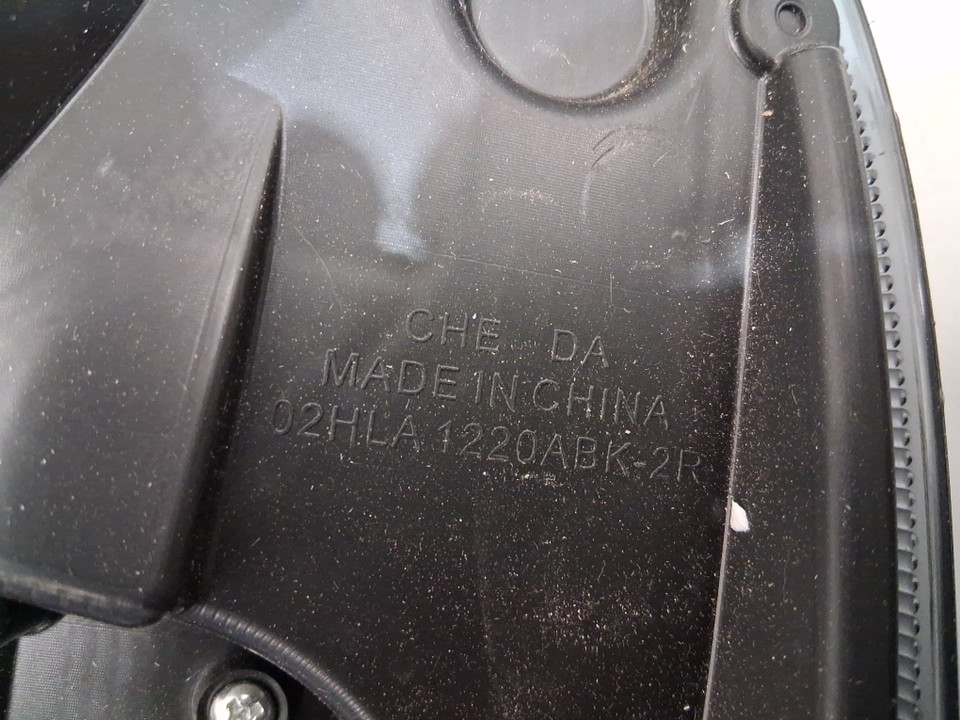 CHE DA
MADE IN CHINA
02HLA 1220ABK-2R